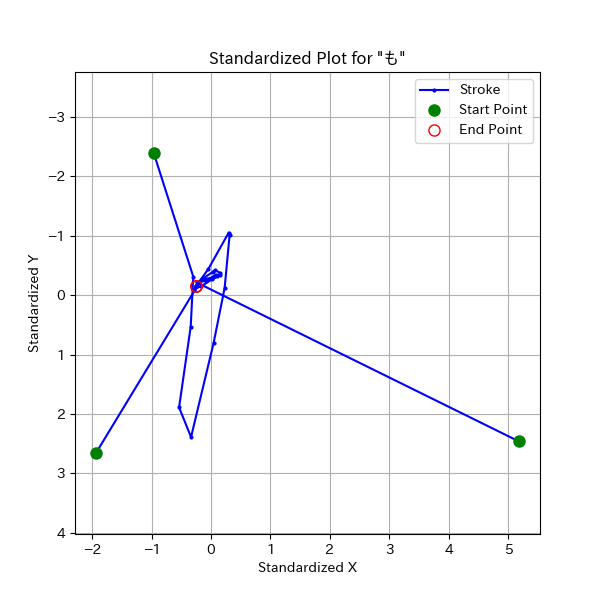 Standardized Plot for "も"
Stroke
Start Point
End Point
Standardized Y
−3
−2
−1
0
1
2
3
4
−2 −1 0 1 2 3 4 5
Standardized X